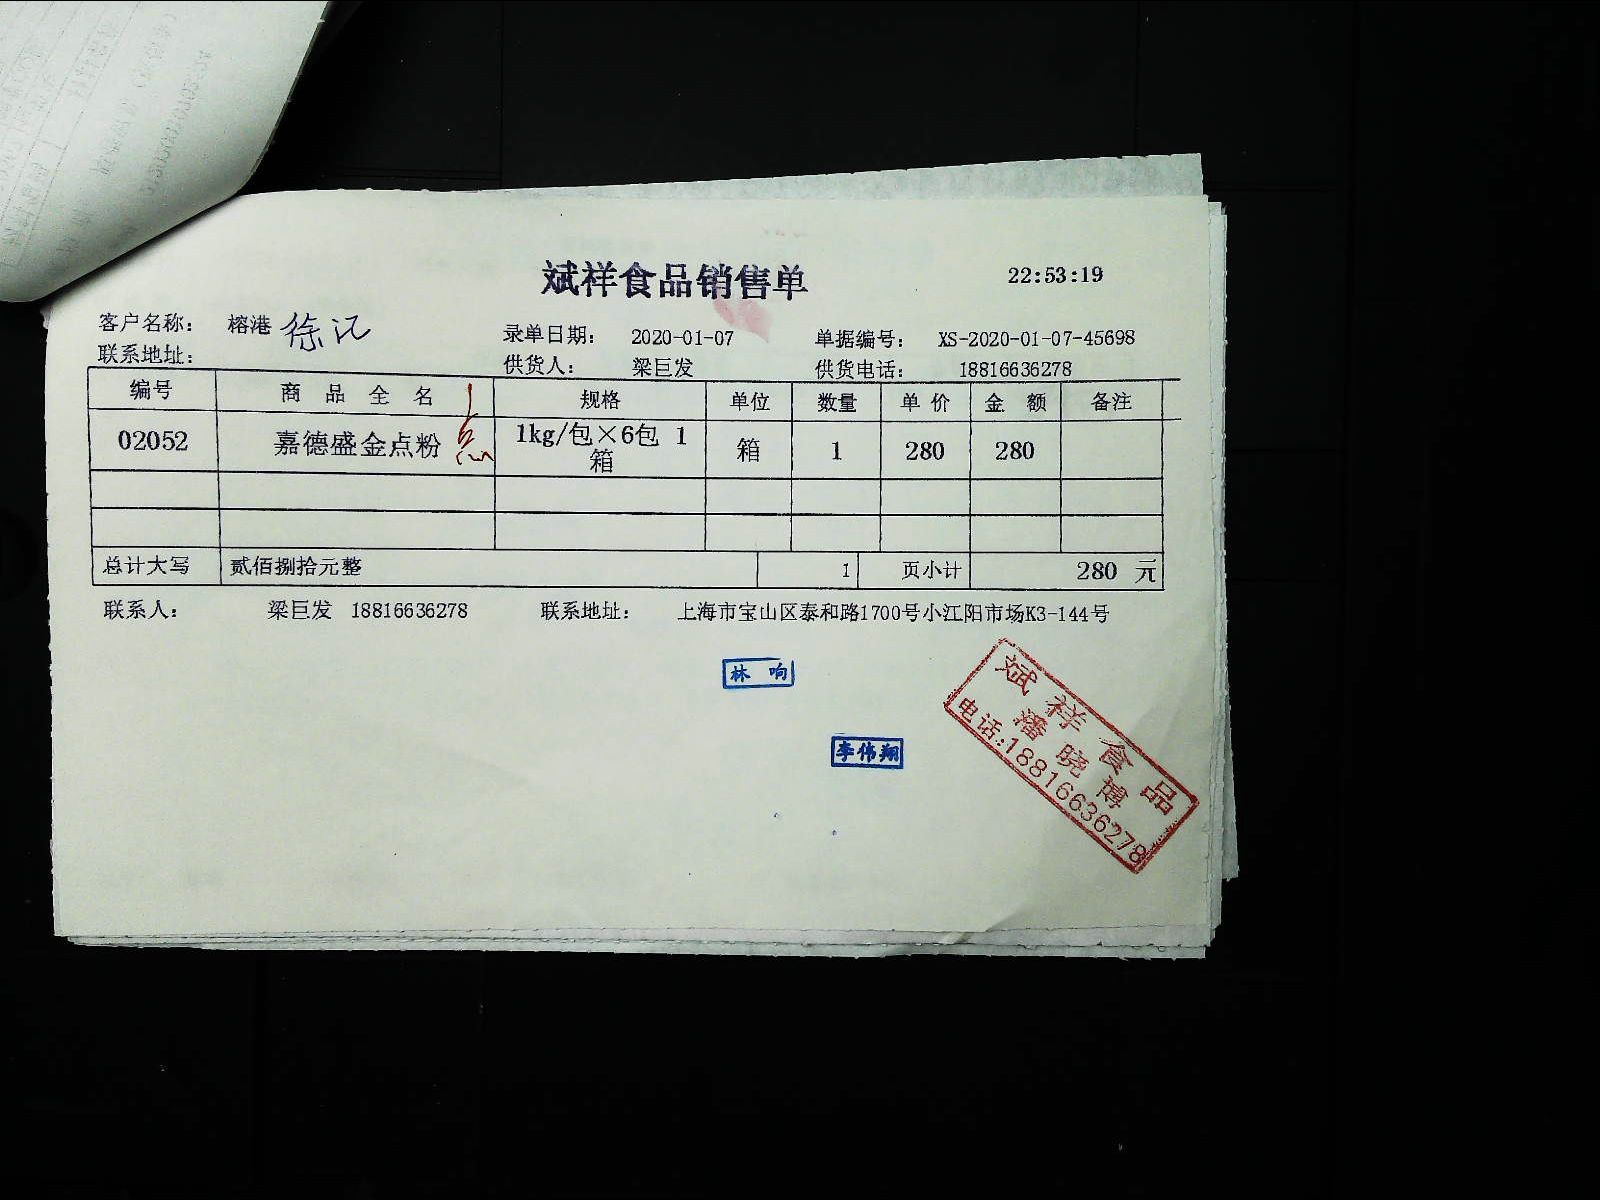 斌祥食品销售单 22:53:19
客户名称： 榕港 徐记 录单日期： 2020-01-07 单据编号： XS-2020-01-07-45698
联系地址： 供货人： 梁巨发 供货电话： 18816636278
编号 商品全名 规格 单位 数量 单价 金额 备注
02052 嘉德盛金点粉 1kg/包×6包 1箱 箱 1 280 280
总计大写 贰佰捌拾元整 1 页小计 280 元
联系人： 梁巨发 18816636278 联系地址： 上海市宝山区泰和路1700号小江阳市场K3-144号
林响
李伟翔
斌祥食品
潘晓博
电话:18816636278